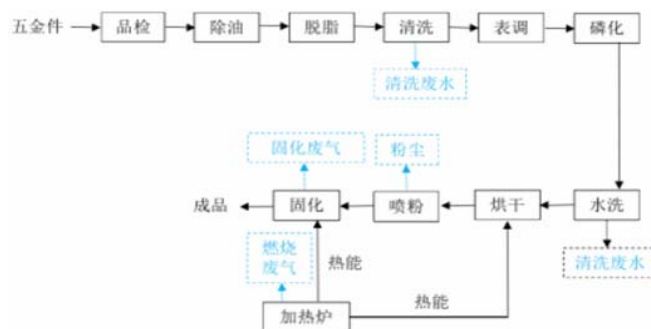 五金件
品检
除油
脱脂
清洗
表调
磷化
清洗废水
固化废气
粉尘
成品
固化
喷粉
烘干
水洗
燃烧
废气
热能
清洗废水
热能
加热炉